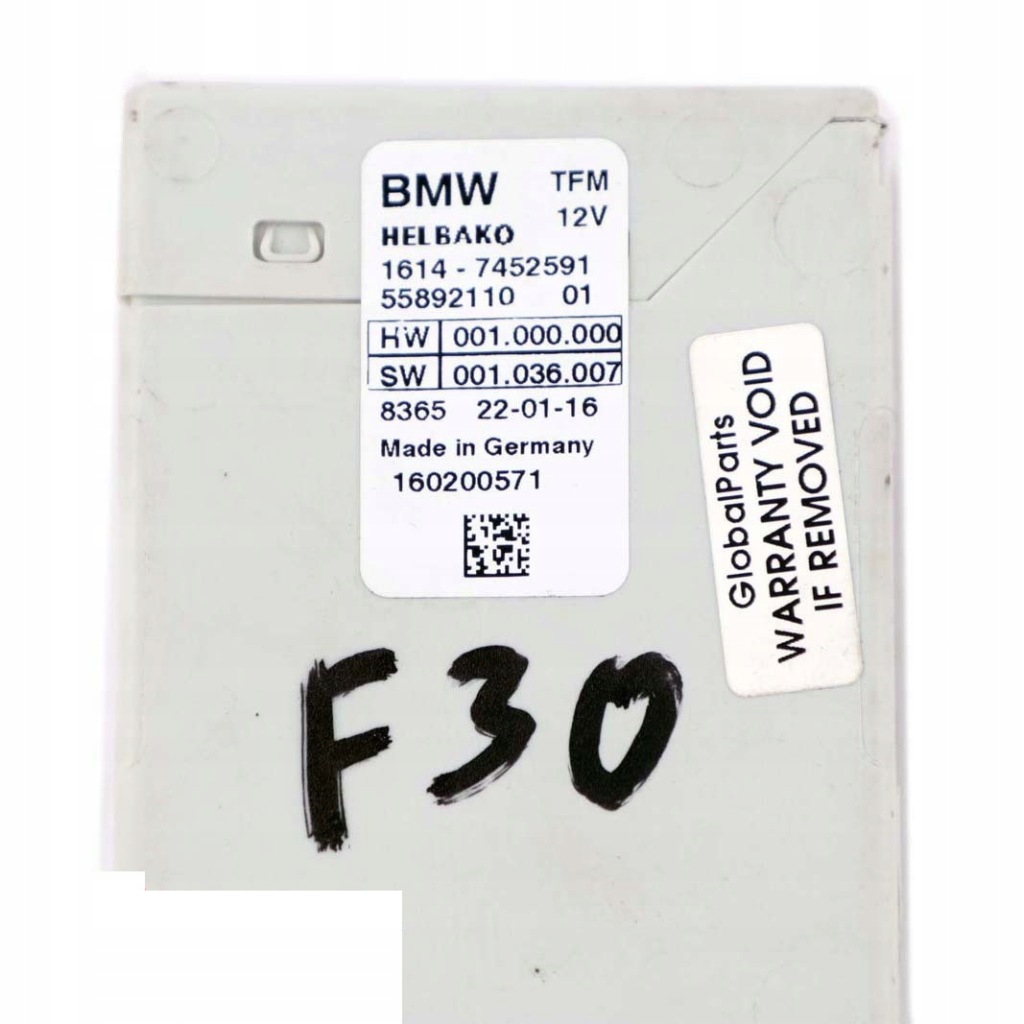 BMW TFM
12V
HELBAKO
1614 - 7452591
55892110 01
HW 001.000.000
SW 001.036.007
8365 22-01-16
Made in Germany
160200571
GlobalParts
WARRANTY VOID
IF REMOVED
F30